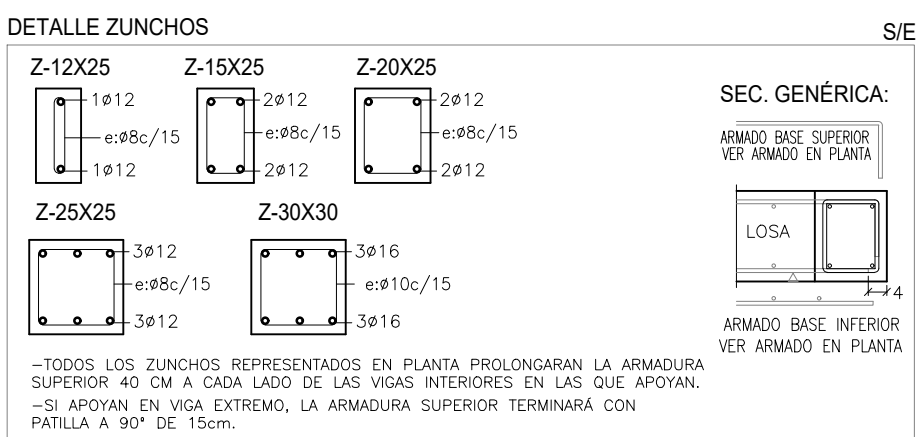 DETALLE ZUNCHOS
S/E
Z-12X25
1ø12
e:ø8c/15
1ø12
Z-15X25
2ø12
e:ø8c/15
2ø12
Z-20X25
2ø12
e:ø8c/15
2ø12
Z-25X25
3ø12
e:ø8c/15
3ø12
Z-30X30
3ø16
e:ø10c/15
3ø16
SEC. GENÉRICA:
ARMADO BASE SUPERIOR
VER ARMADO EN PLANTA
LOSA
4
ARMADO BASE INFERIOR
VER ARMADO EN PLANTA
-TODOS LOS ZUNCHOS REPRESENTADOS EN PLANTA PROLONGARAN LA ARMADURA
SUPERIOR 40 CM A CADA LADO DE LAS VIGAS INTERIORES EN LAS QUE APOYAN.
-SI APOYAN EN VIGA EXTREMO, LA ARMADURA SUPERIOR TERMINARÁ CON
PATILLA A 90° DE 15cm.